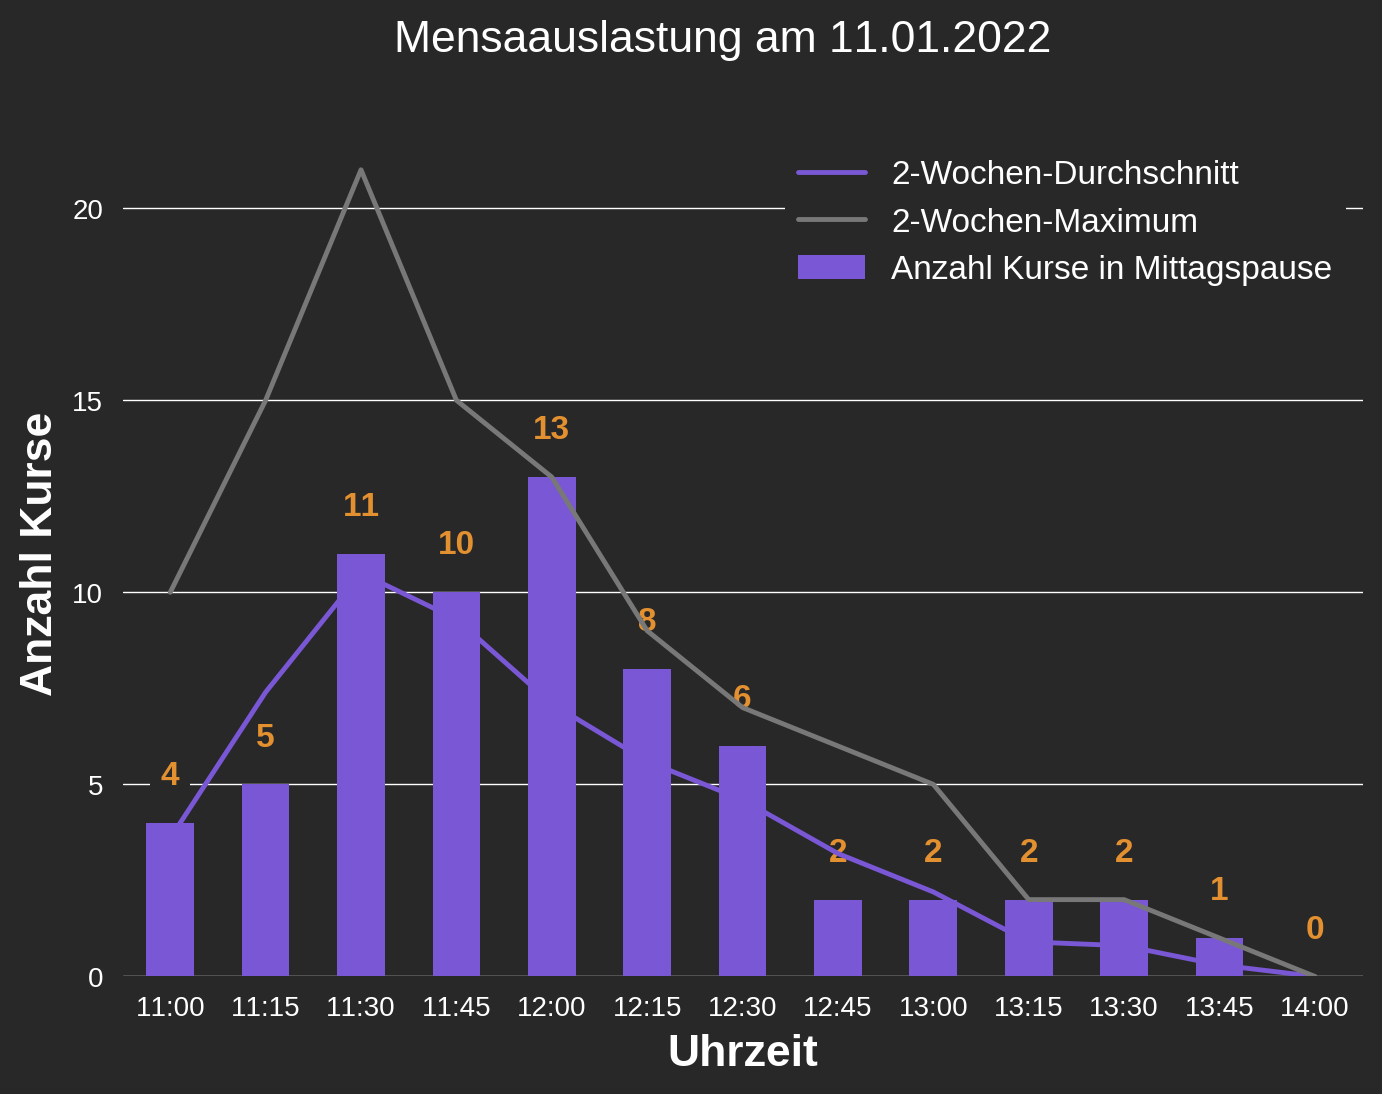 Mensaauslastung am 11.01.2022
2-Wochen-Durchschnitt
2-Wochen-Maximum
Anzahl Kurse in Mittagspause
Anzahl Kurse
20
15
10
5
0
4
5
11
10
13
8
6
2
2
2
2
1
0
11:00 11:15 11:30 11:45 12:00 12:15 12:30 12:45 13:00 13:15 13:30 13:45 14:00
Uhrzeit